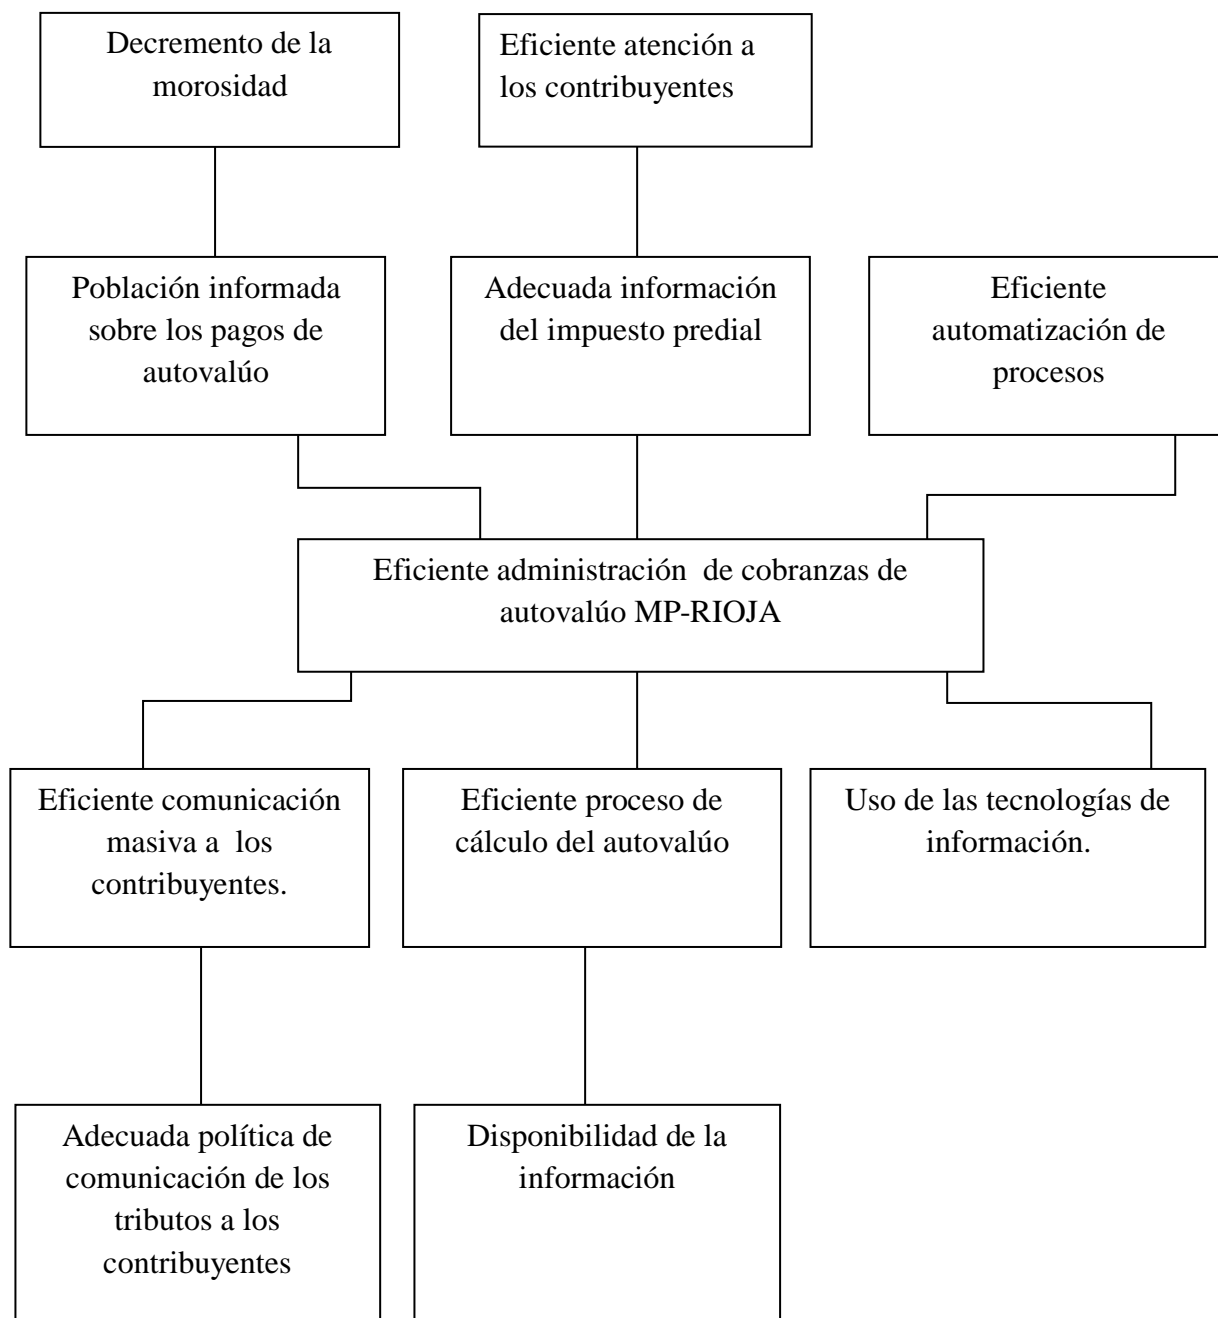 Decremento de la
morosidad
Eficiente atención a
los contribuyentes
Población informada
sobre los pagos de
autovalúo
Adecuada información
del impuesto predial
Eficiente
automatización de
procesos
Eficiente administración  de cobranzas de
autovalúo MP-RIOJA
Eficiente comunicación
masiva a  los
contribuyentes.
Eficiente proceso de
cálculo del autovalúo
Uso de las tecnologías de
información.
Adecuada política de
comunicación de los
tributos a los
contribuyentes
Disponibilidad de la
información